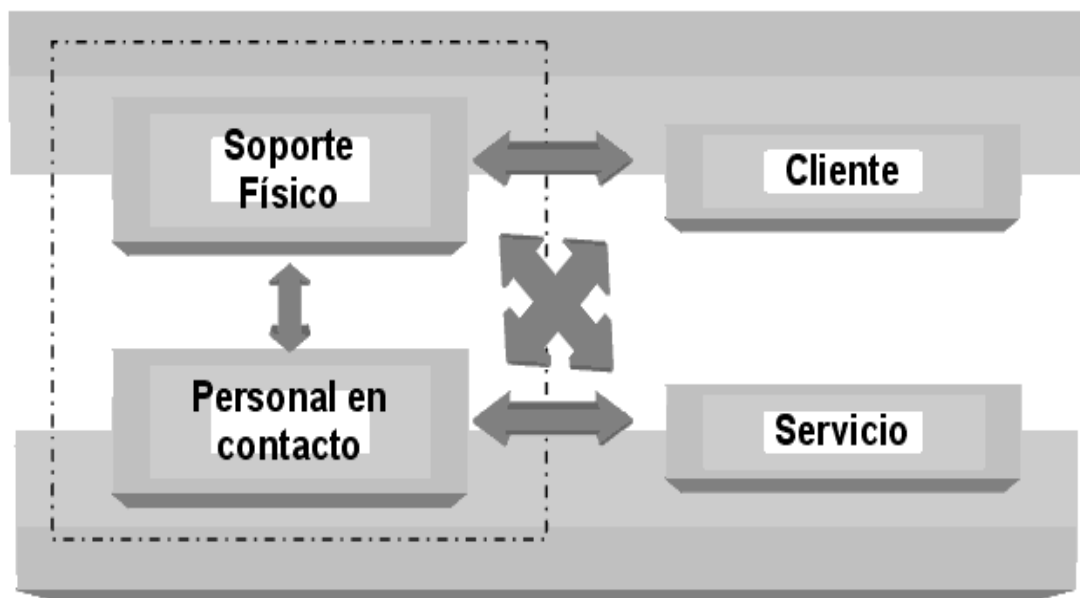 Soporte
Físico
Cliente
Personal en
contacto
Servicio